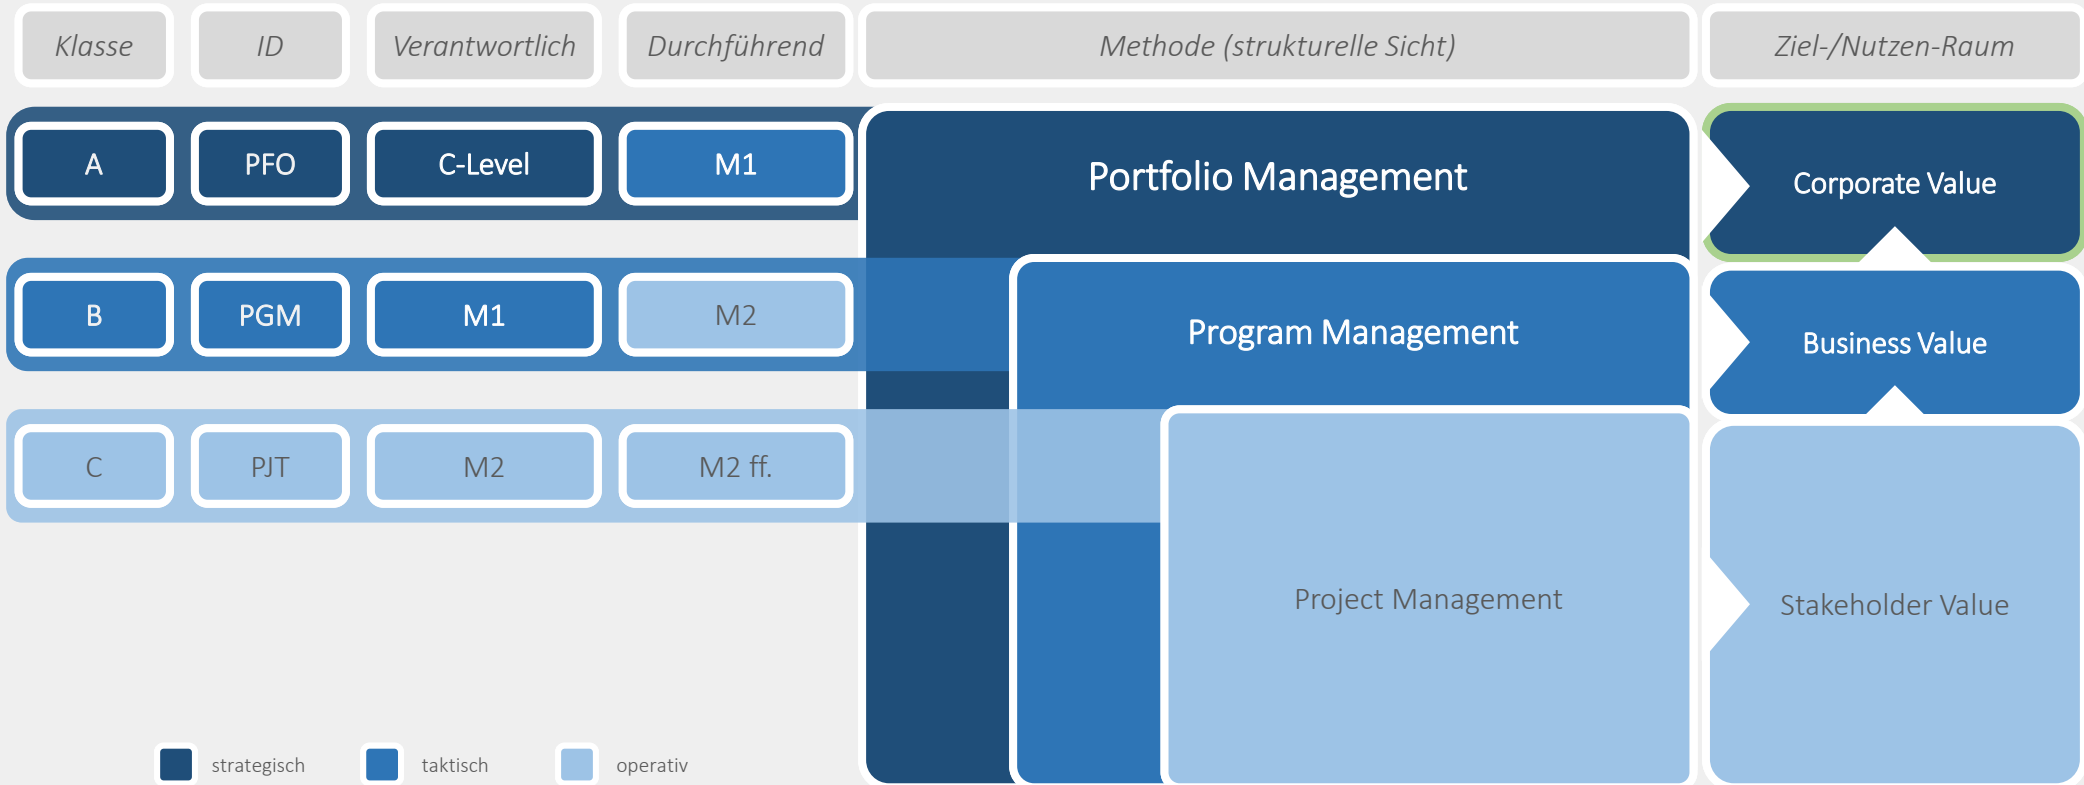 Klasse
ID
Verantwortlich
Durchführend
Methode (strukturelle Sicht)
Ziel-/Nutzen-Raum
A
PFO
C-Level
M1
Portfolio Management
Corporate Value
B
PGM
M1
M2
Program Management
Business Value
C
PJT
M2
M2 ff.
Project Management
Stakeholder Value
strategisch
taktisch
operativ